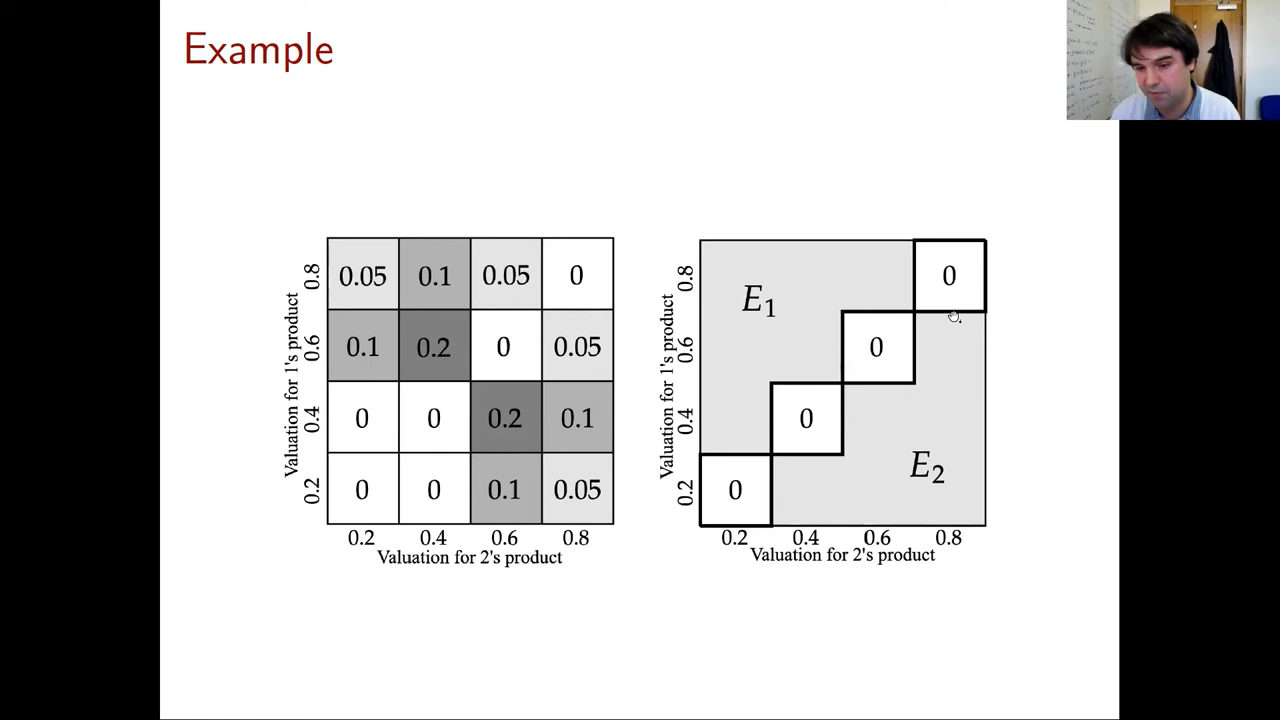 Example
0.05 0.1 0.05 0
0.1 0.2 0 0.05
0 0 0.2 0.1
0 0 0.1 0.05
0.8
0.6
0.4
0.2
Valuation for 1's product
0.2 0.4 0.6 0.8
Valuation for 2's product
E1
0
0
0
0
E2
0.8
0.6
0.4
0.2
Valuation for 1's product
0.2 0.4 0.6 0.8
Valuation for 2's product